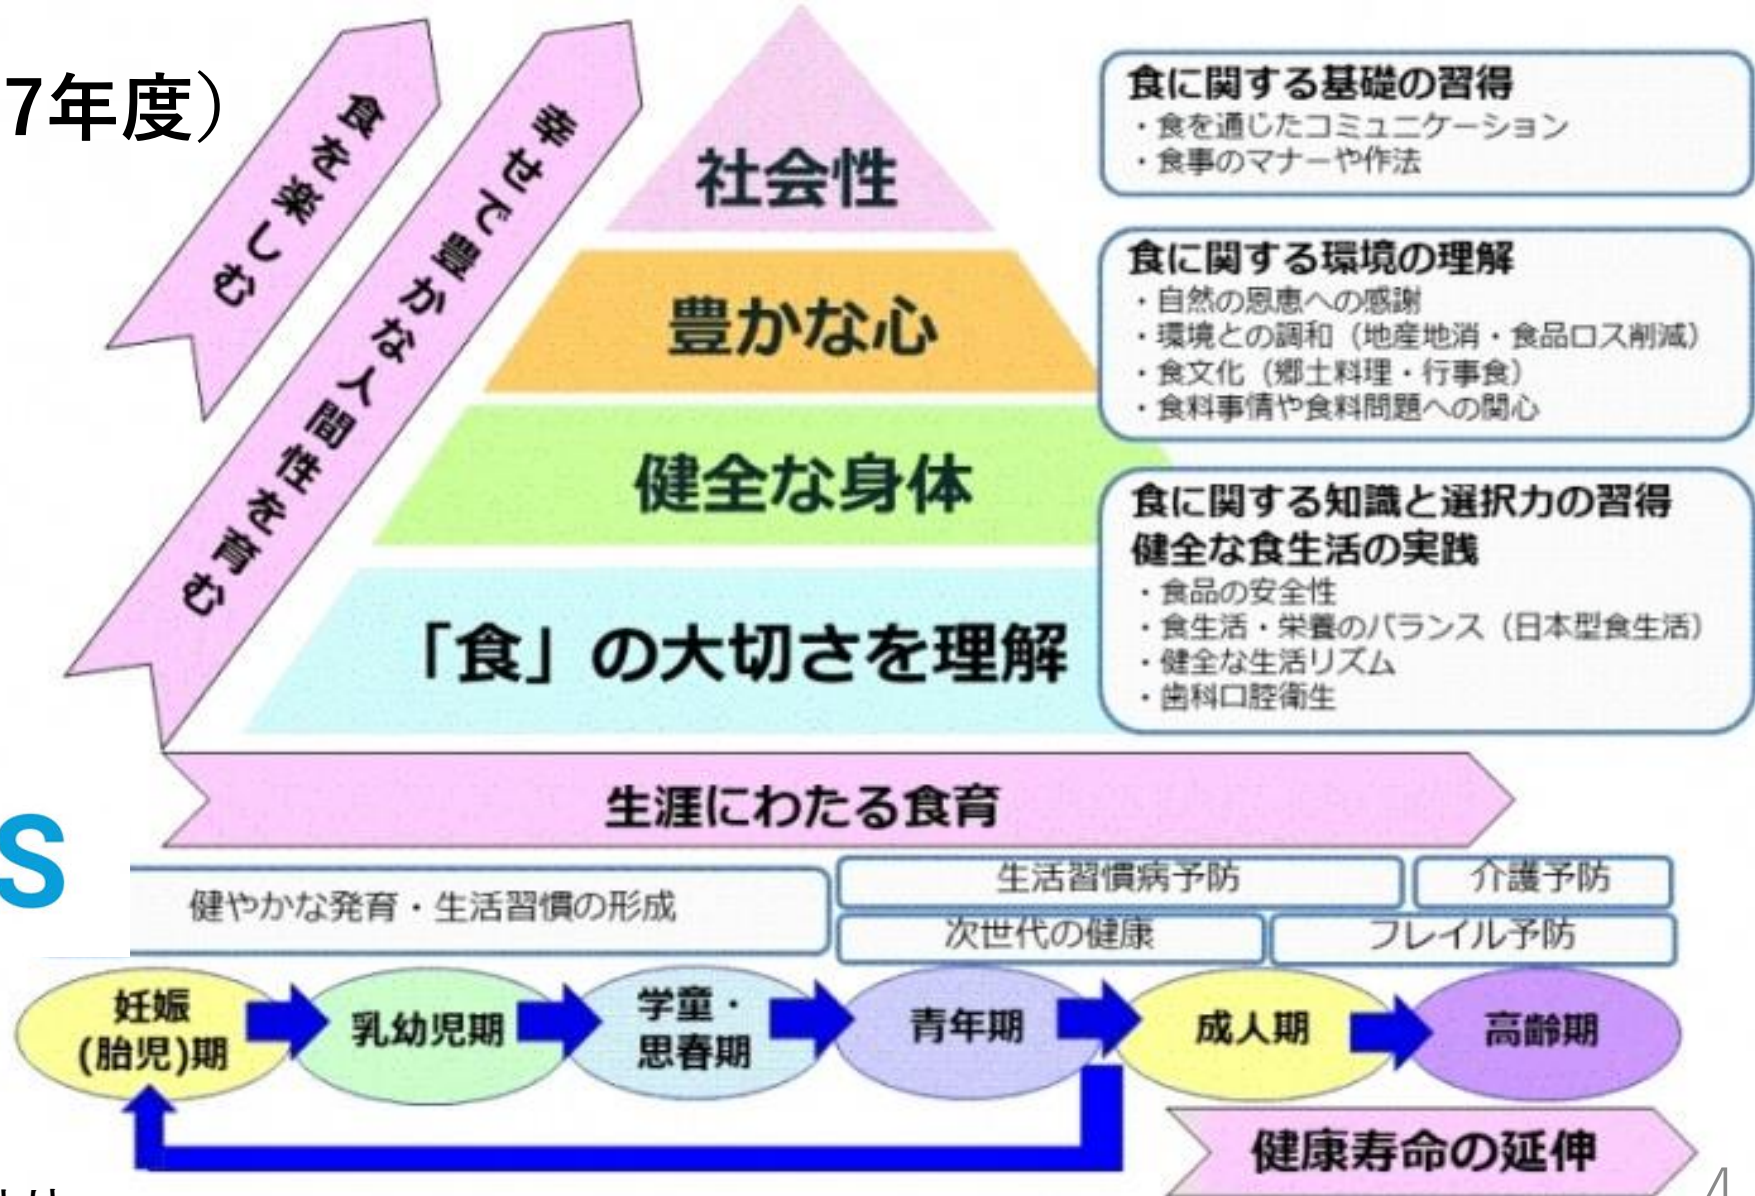 7年度）
食を楽しむ
幸せで豊かな人間性を育む
社会性
豊かな心
健全な身体
「食」の大切さを理解
食に関する基礎の習得
・食を通じたコミュニケーション
・食事のマナーや作法
食に関する環境の理解
・自然の恩恵への感謝
・環境との調和（地産地消・食品ロス削減）
・食文化（郷土料理・行事食）
・食料事情や食料問題への関心
食に関する知識と選択力の習得
健全な食生活の実践
・食品の安全性
・食生活・栄養のバランス（日本型食生活）
・健全な生活リズム
・歯科口腔衛生
生涯にわたる食育
S
健やかな発育・生活習慣の形成
生活習慣病予防
介護予防
次世代の健康
フレイル予防
妊娠
(胎児)期
乳幼児期
学童・
思春期
青年期
成人期
高齢期
健康寿命の延伸